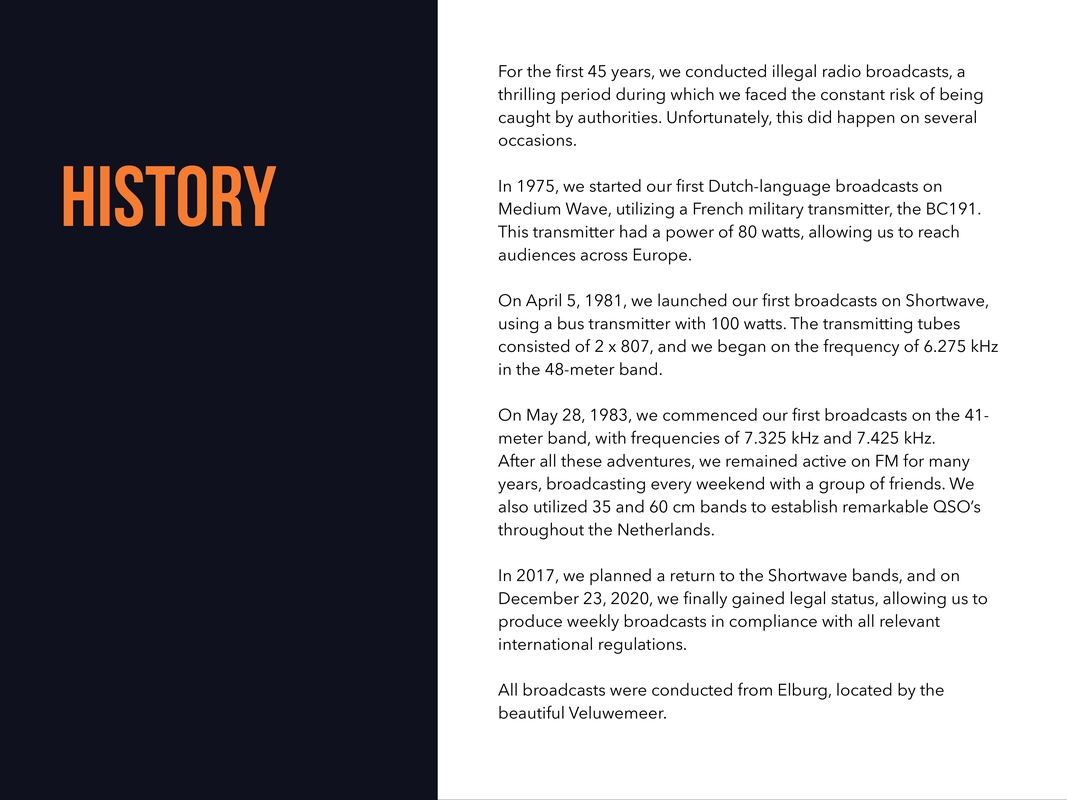 HISTORY
For the first 45 years, we conducted illegal radio broadcasts, a
thrilling period during which we faced the constant risk of being
caught by authorities. Unfortunately, this did happen on several
occasions.
In 1975, we started our first Dutch-language broadcasts on
Medium Wave, utilizing a French military transmitter, the BC191.
This transmitter had a power of 80 watts, allowing us to reach
audiences across Europe.
On April 5, 1981, we launched our first broadcasts on Shortwave,
using a bus transmitter with 100 watts. The transmitting tubes
consisted of 2 x 807, and we began on the frequency of 6.275 kHz
in the 48-meter band.
On May 28, 1983, we commenced our first broadcasts on the 41-
meter band, with frequencies of 7.325 kHz and 7.425 kHz.
After all these adventures, we remained active on FM for many
years, broadcasting every weekend with a group of friends. We
also utilized 35 and 60 cm bands to establish remarkable QSO’s
throughout the Netherlands.
In 2017, we planned a return to the Shortwave bands, and on
December 23, 2020, we finally gained legal status, allowing us to
produce weekly broadcasts in compliance with all relevant
international regulations.
All broadcasts were conducted from Elburg, located by the
beautiful Veluwemeer.